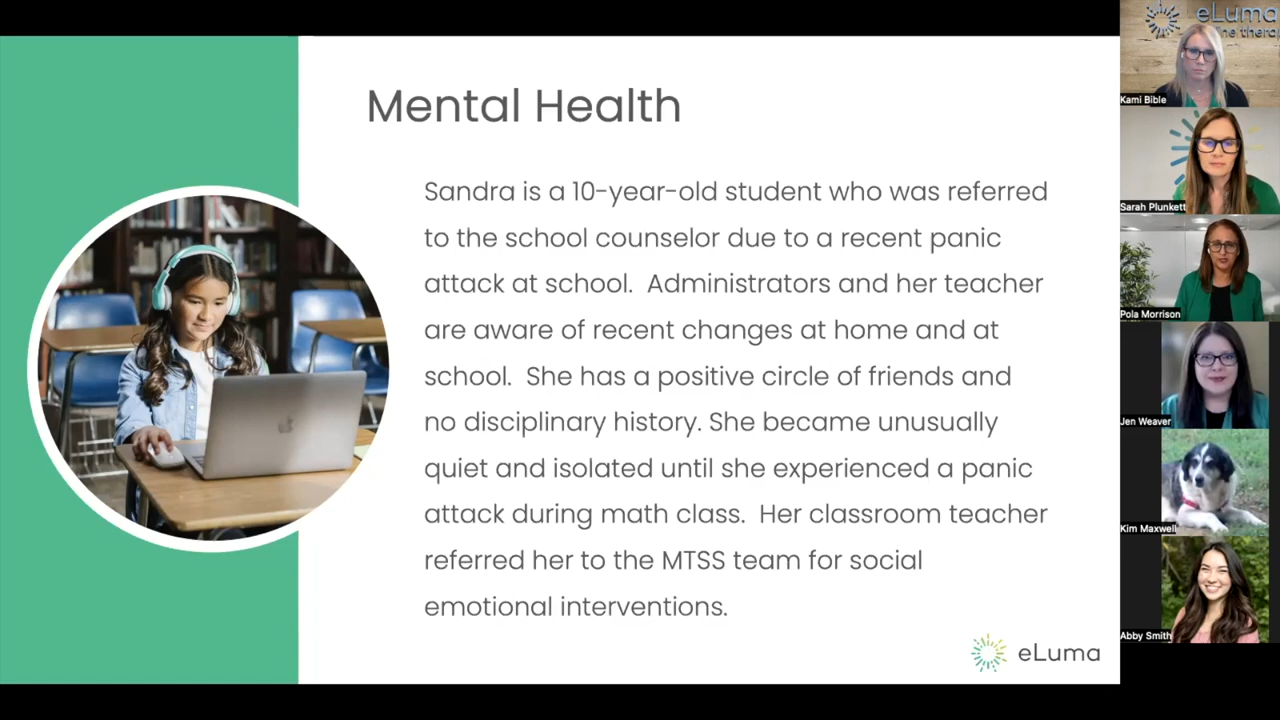 Mental Health
Sandra is a 10-year-old student who was referred
to the school counselor due to a recent panic
attack at school.  Administrators and her teacher
are aware of recent changes at home and at
school.  She has a positive circle of friends and
no disciplinary history. She became unusually
quiet and isolated until she experienced a panic
attack during math class.  Her classroom teacher
referred her to the MTSS team for social
emotional interventions.
eLuma
eLuma
Kami Bible
Sarah Plunkett
Pola Morrison
Jen Weaver
Kim Maxwell
Abby Smith